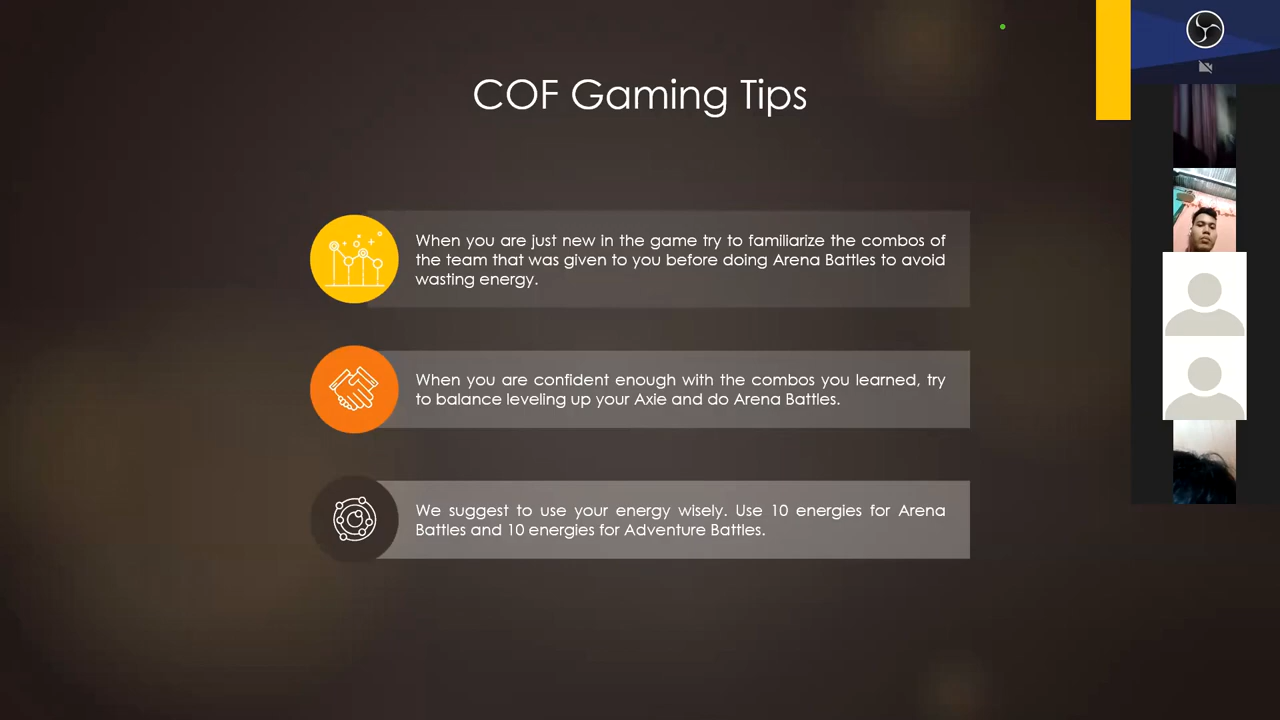 COF Gaming Tips
When you are just new in the game try to familiarize the combos of
the team that was given to you before doing Arena Battles to avoid
wasting energy.
When you are confident enough with the combos you learned, try
to balance leveling up your Axie and do Arena Battles.
We suggest to use your energy wisely. Use 10 energies for Arena
Battles and 10 energies for Adventure Battles.